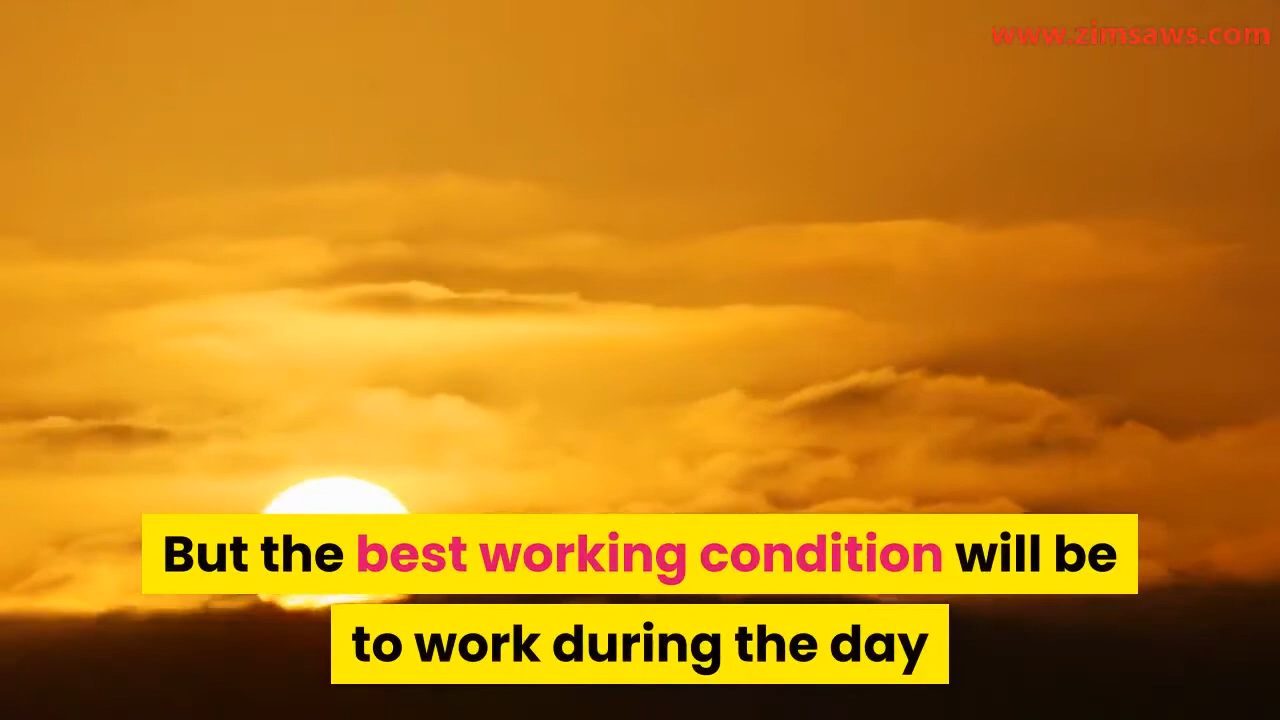 www.zimsaws.com
But the best working condition will be
to work during the day